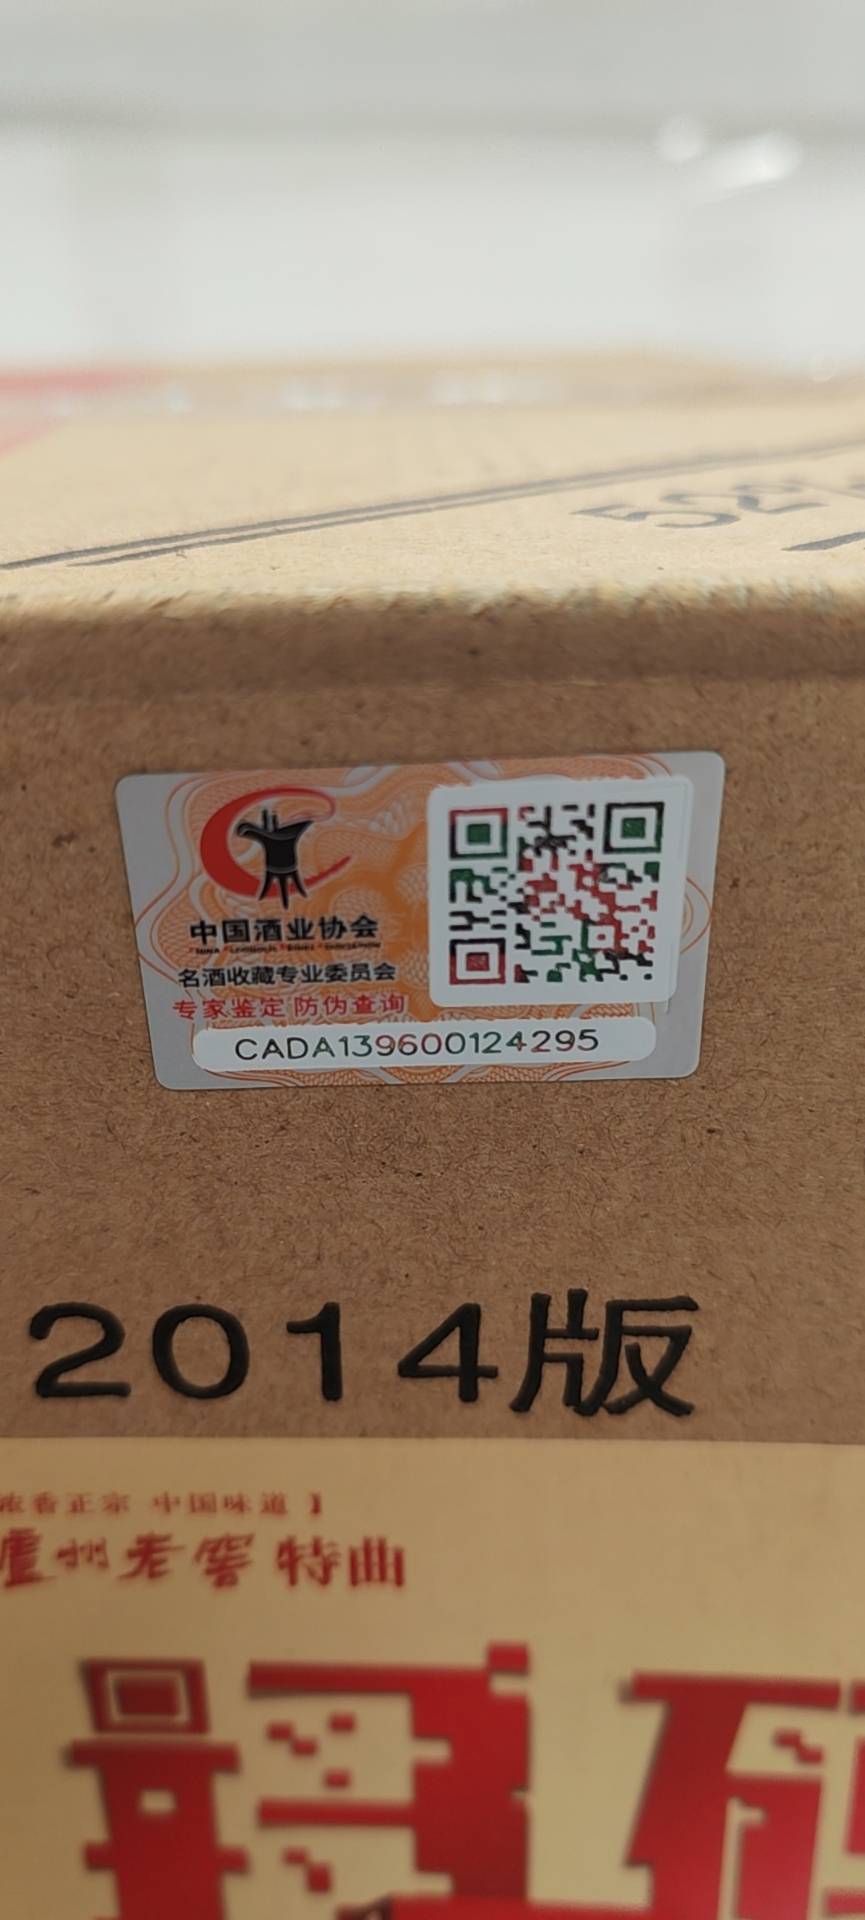 52°
中国酒业协会
名酒收藏专业委员会
专家鉴定 防伪查询
CADA139600124295
2014版
浓香正宗 中国味道 】
泸州老窖 特曲